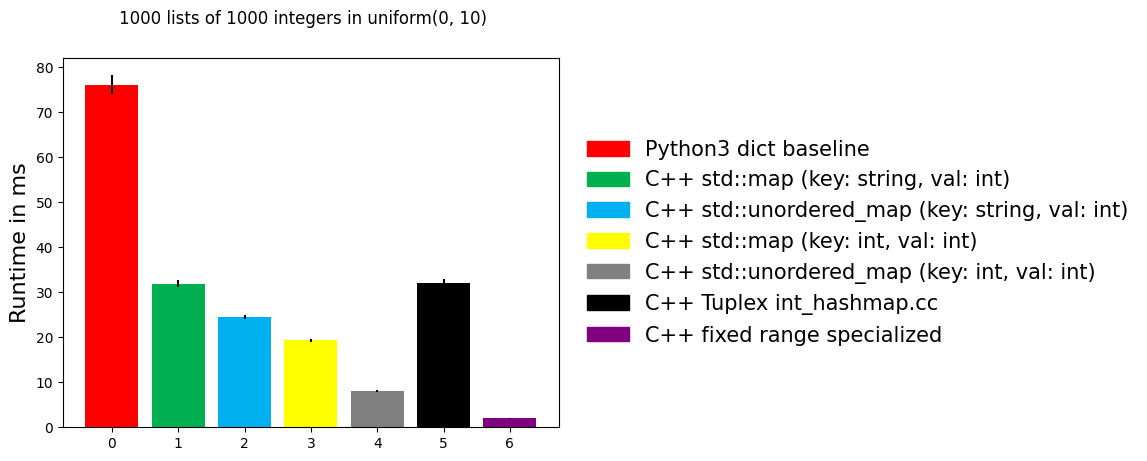 1000 lists of 1000 integers in uniform(0, 10)
Runtime in ms
80
70
60
50
40
30
20
10
0
0 1 2 3 4 5 6
Python3 dict baseline
C++ std::map (key: string, val: int)
C++ std::unordered_map (key: string, val: int)
C++ std::map (key: int, val: int)
C++ std::unordered_map (key: int, val: int)
C++ Tuplex int_hashmap.cc
C++ fixed range specialized